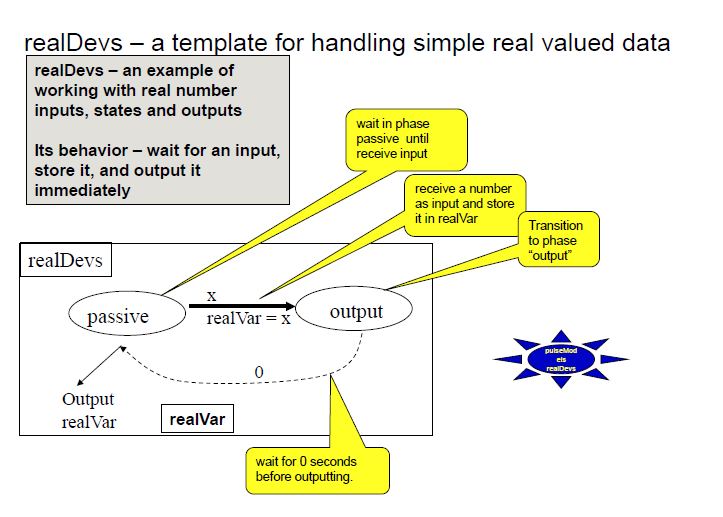 realDevs – a template for handling simple real valued data
realDevs – an example of
working with real number
inputs, states and outputs
Its behavior – wait for an input,
store it, and output it
immediately
wait in phase
passive until
receive input
receive a number
as input and store
it in realVar
Transition
to phase
“output”
realDevs
passive
x
realVar = x
output
0
Output
realVar
realVar
wait for 0 seconds
before outputting.
pulseMod
els
realDevs